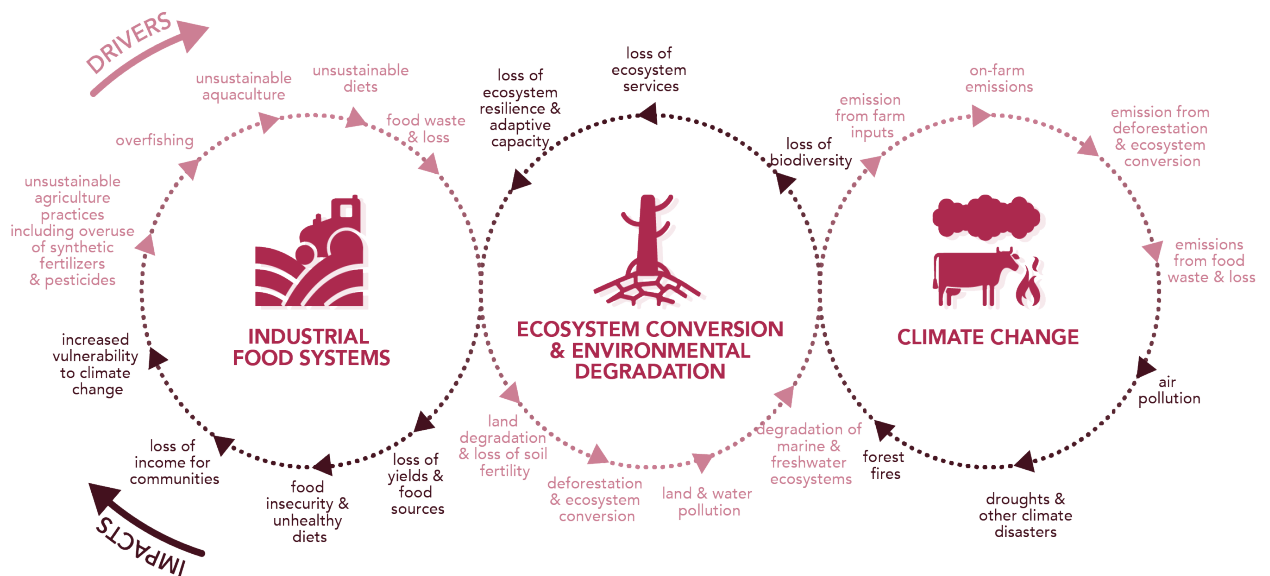 DRIVERS
unsustainable
aquaculture
unsustainable
diets
overfishing
food waste
& loss
unsustainable
agriculture
practices
including overuse
of synthetic
fertilizers
& pesticides
INDUSTRIAL
FOOD SYSTEMS
increased
vulnerability
to climate
change
loss of
income for
communities
food
insecurity &
unhealthy
diets
loss of
yields &
food
sources
IMPACTS
loss of
ecosystem
resilience &
adaptive
capacity
loss of
ecosystem
services
loss of
biodiversity
ECOSYSTEM CONVERSION
& ENVIRONMENTAL
DEGRADATION
land
degradation
& loss of soil
fertility
deforestation
& ecosystem
conversion
land & water
pollution
degradation of
marine &
freshwater
ecosystems
emission
from farm
inputs
on-farm
emissions
emission from
deforestation
& ecosystem
conversion
emissions
from food
waste & loss
CLIMATE CHANGE
air
pollution
forest
fires
droughts &
other climate
disasters